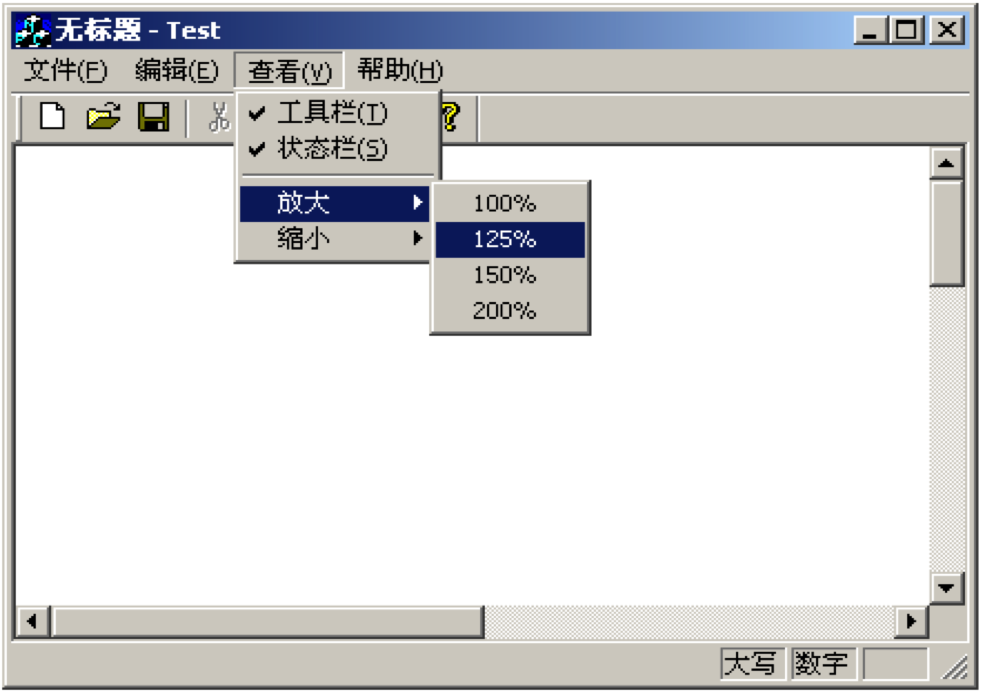 无标题 - Test
文件(F) 编辑(E) 查看(V) 帮助(H)
工具栏(T)
状态栏(S)
放大
缩小
100%
125%
150%
200%
大写 数字